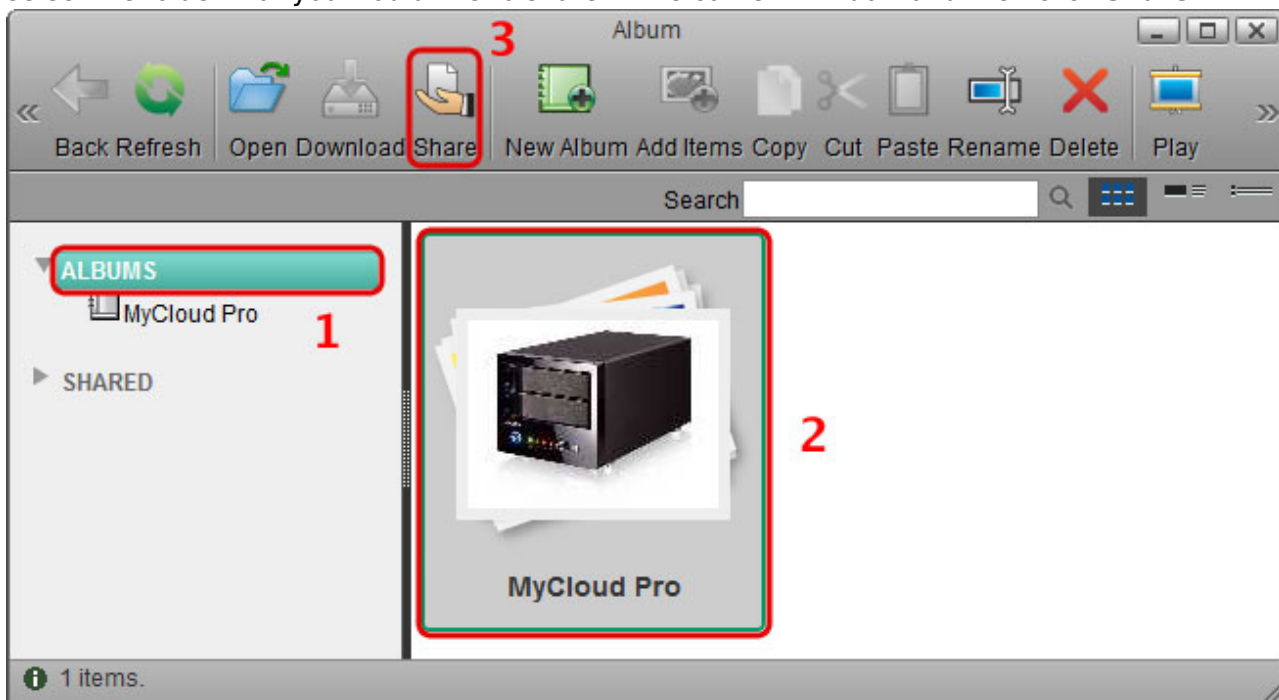 Album
3
Back Refresh Open Download Share New Album Add Items Copy Cut Paste Rename Delete Play
Search
ALBUMS
MyCloud Pro
1
SHARED
2
MyCloud Pro
1 items.